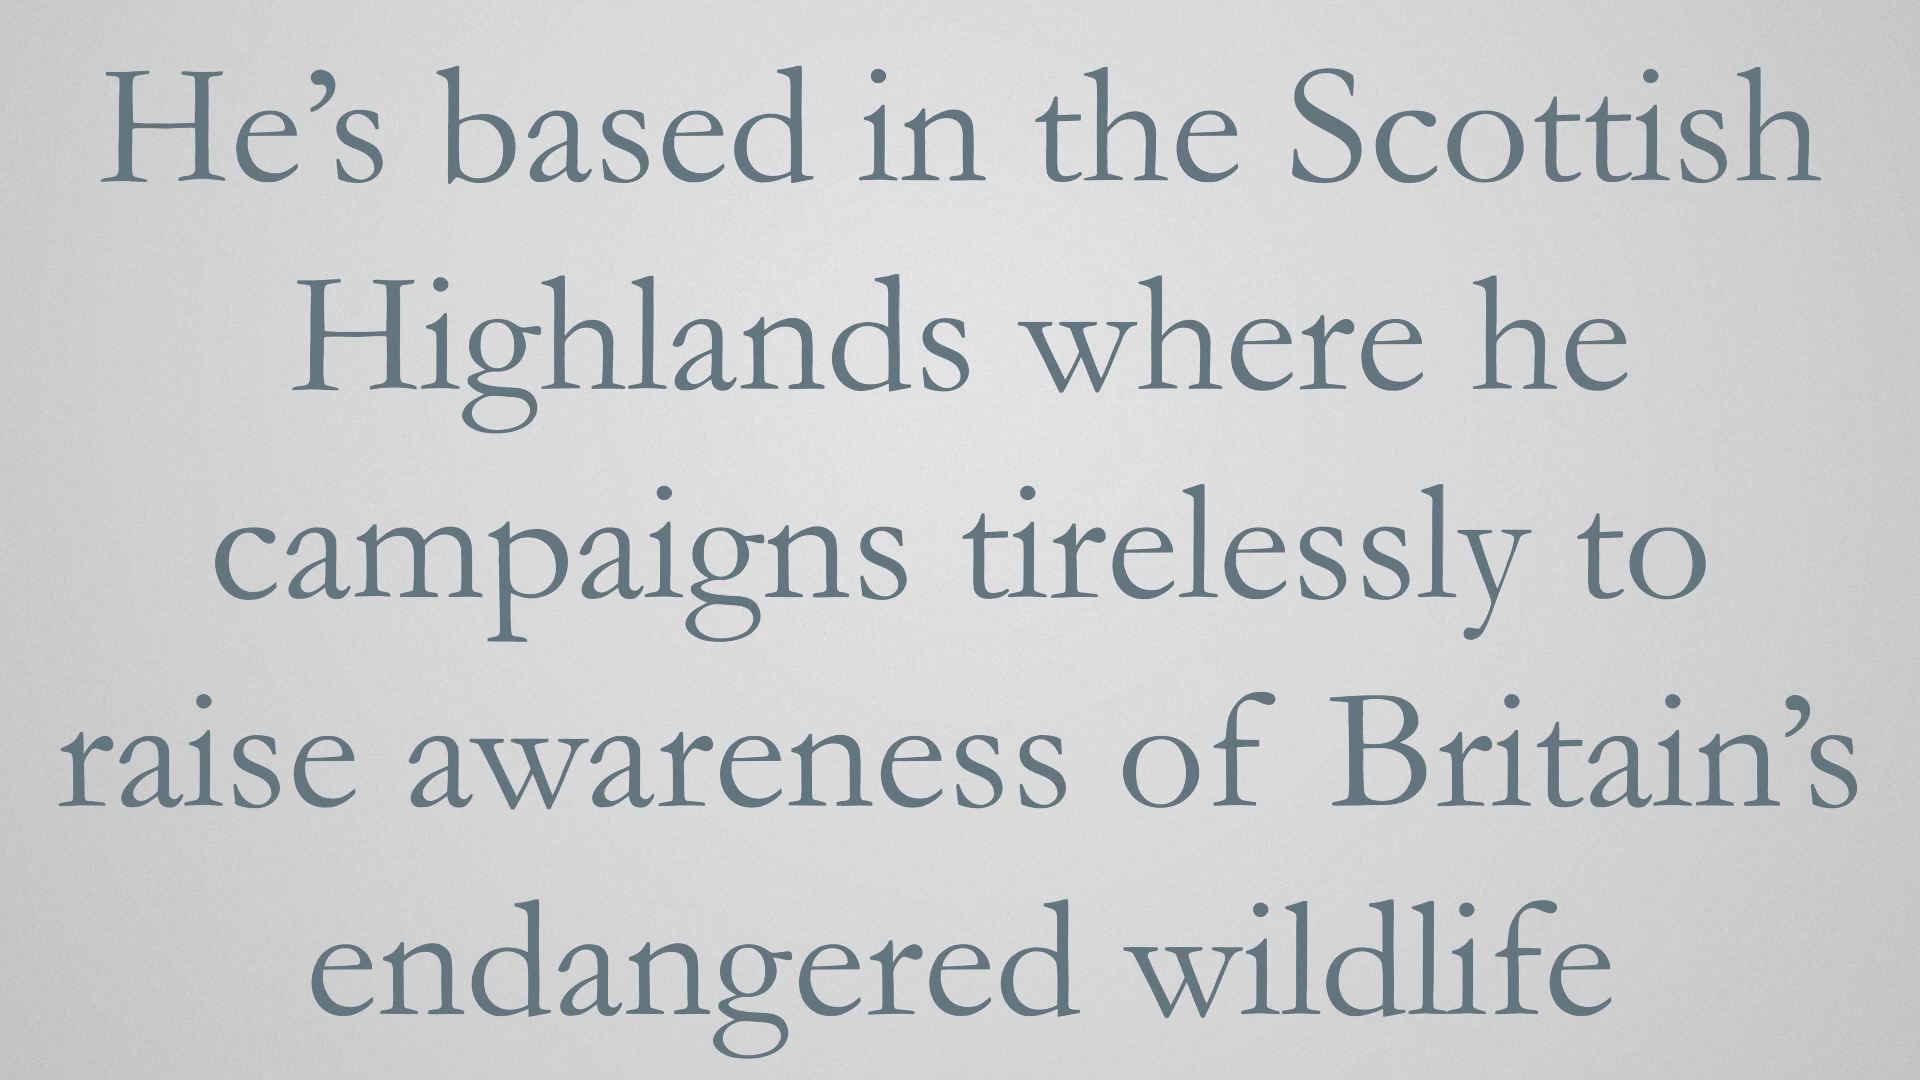 He’s based in the Scottish
Highlands where he
campaigns tirelessly to
raise awareness of Britain’s
endangered wildlife